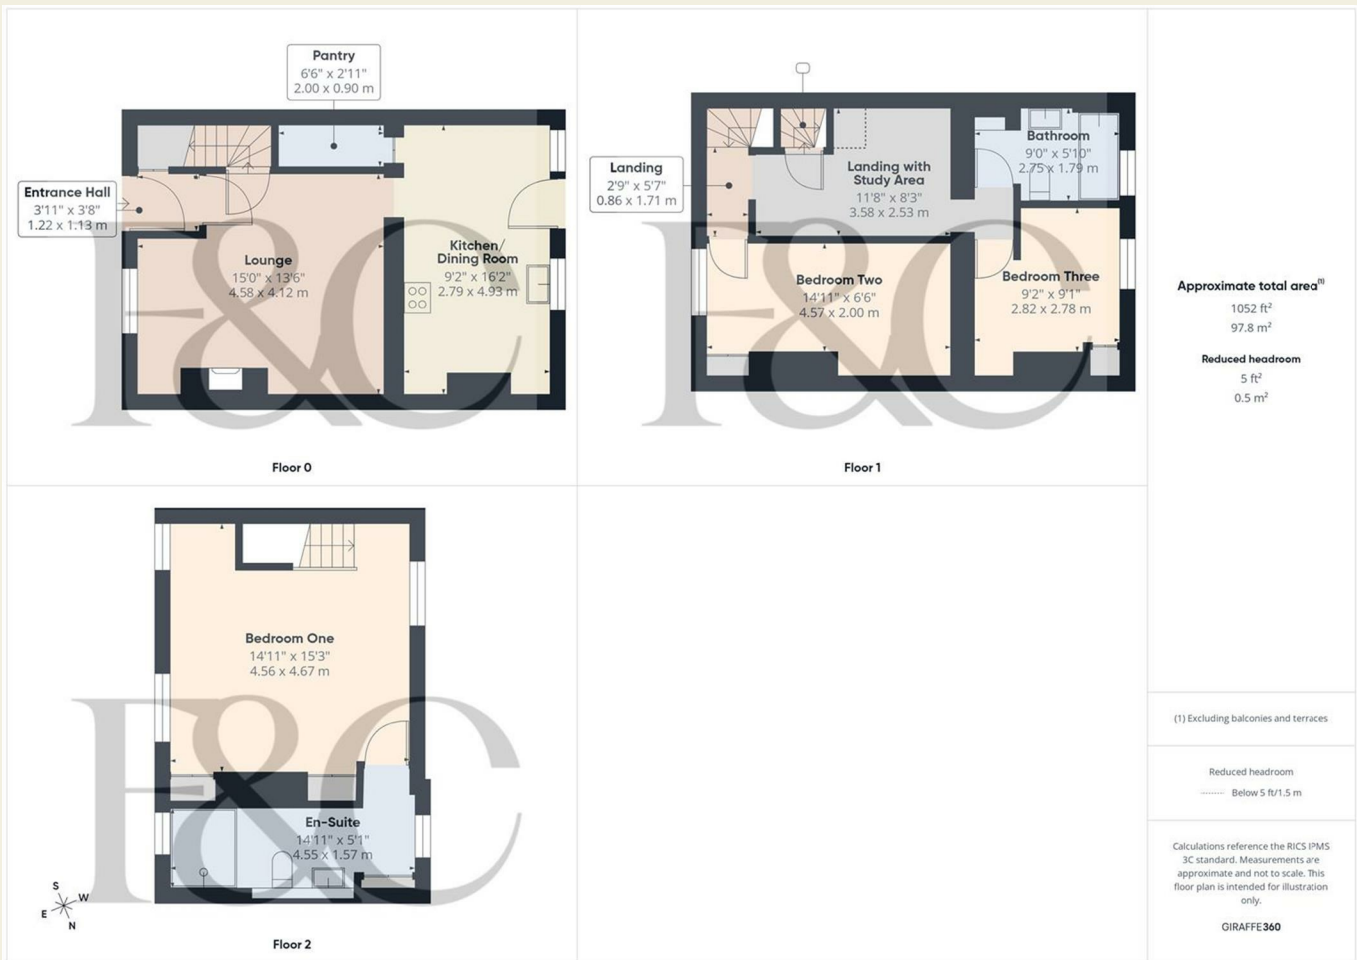 Pantry
6'6" x 2'11"
2.00 x 0.90 m
Entrance Hall
3'11" x 3'8"
1.22 x 1.13 m
Lounge
15'0" x 13'6"
4.58 x 4.12 m
Kitchen/
Dining Room
9'2" x 16'2"
2.79 x 4.93 m
F&C
Floor 0
Landing
2'9" x 5'7"
0.86 x 1.71 m
Landing with
Study Area
11'8" x 8'3"
3.58 x 2.53 m
Bathroom
9'0" x 5'10"
2.75 x 1.79 m
Bedroom Two
14'11" x 6'6"
4.57 x 2.00 m
Bedroom Three
9'2" x 9'1"
2.82 x 2.78 m
F&C
Floor 1
Bedroom One
14'11" x 15'3"
4.56 x 4.67 m
En-Suite
14'11" x 5'1"
4.55 x 1.57 m
F&C
S
W
E
N
Floor 2
Approximate total area(1)
1052 ft²
97.8 m²
Reduced headroom
5 ft²
0.5 m²
(1) Excluding balconies and terraces
Reduced headroom
Below 5 ft/1.5 m
Calculations reference the RICS IPMS
3C standard. Measurements are
approximate and not to scale. This
floor plan is intended for illustration
only.
GIRAFFE360